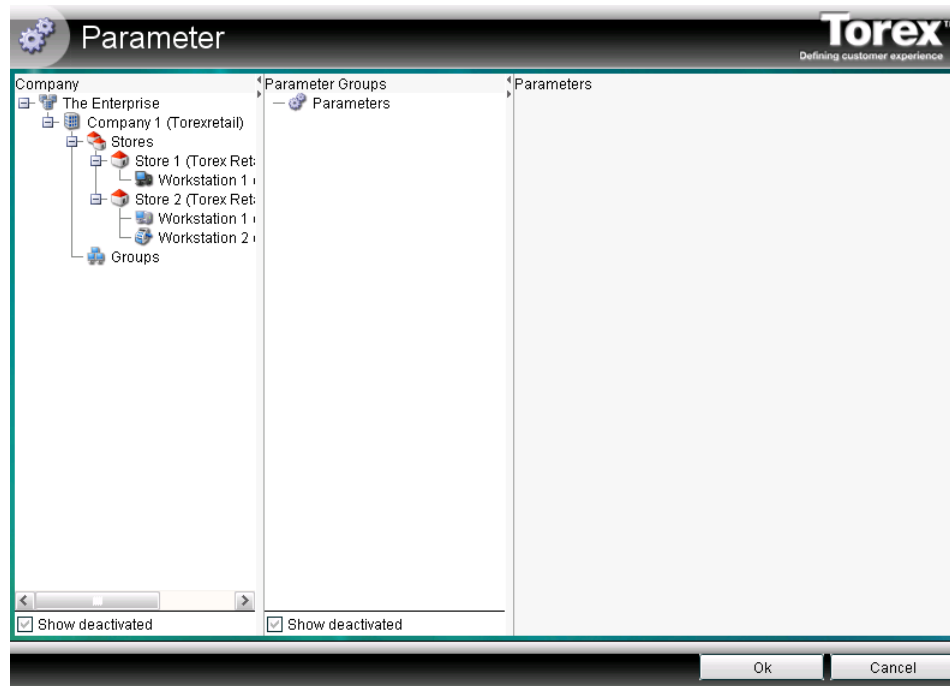 Parameter
Torex
Defining customer experience
Company
The Enterprise
Company 1 (Torexretail)
Stores
Store 1 (Torex Ret
Workstation 1
Store 2 (Torex Ret
Workstation 1
Workstation 2
Groups
Show deactivated
Parameter Groups
Parameters
Show deactivated
Parameters
Ok
Cancel